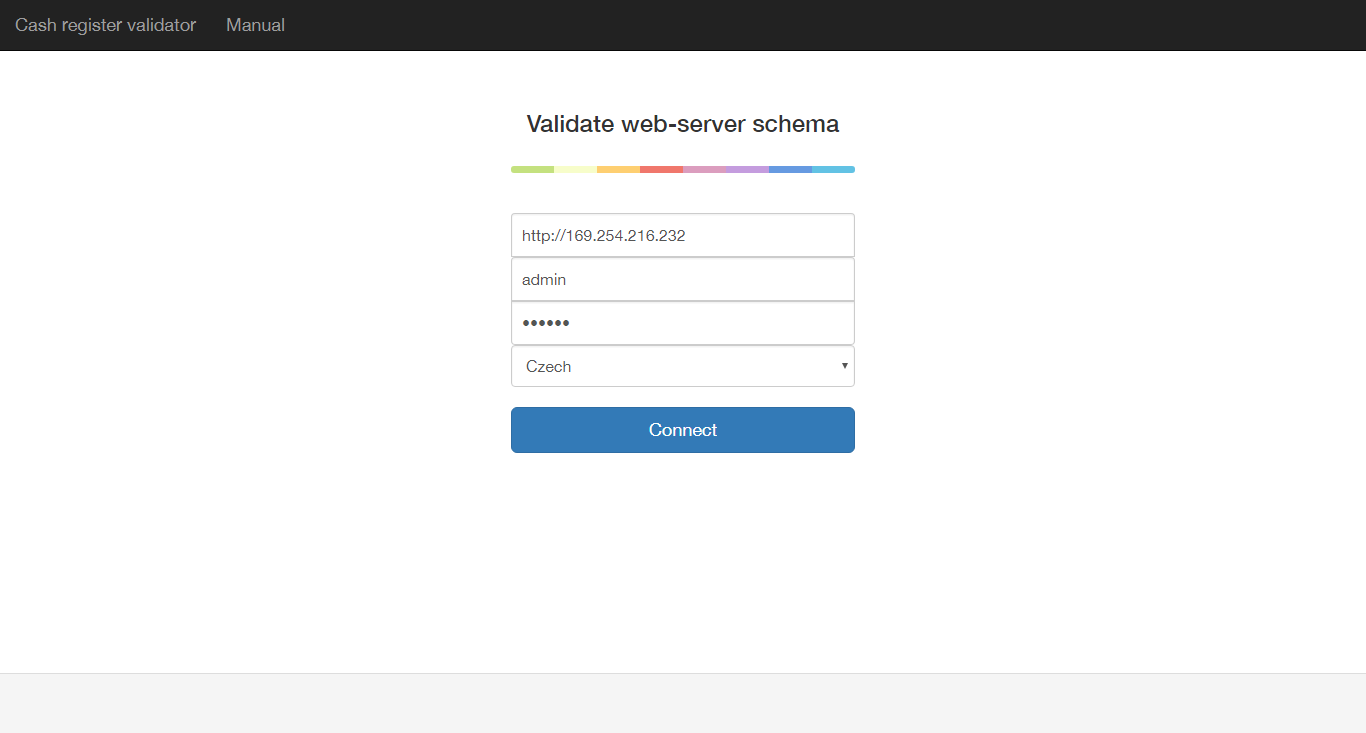 Cash register validator Manual
Validate web-server schema
http://169.254.216.232
admin
••••••
Czech
Connect